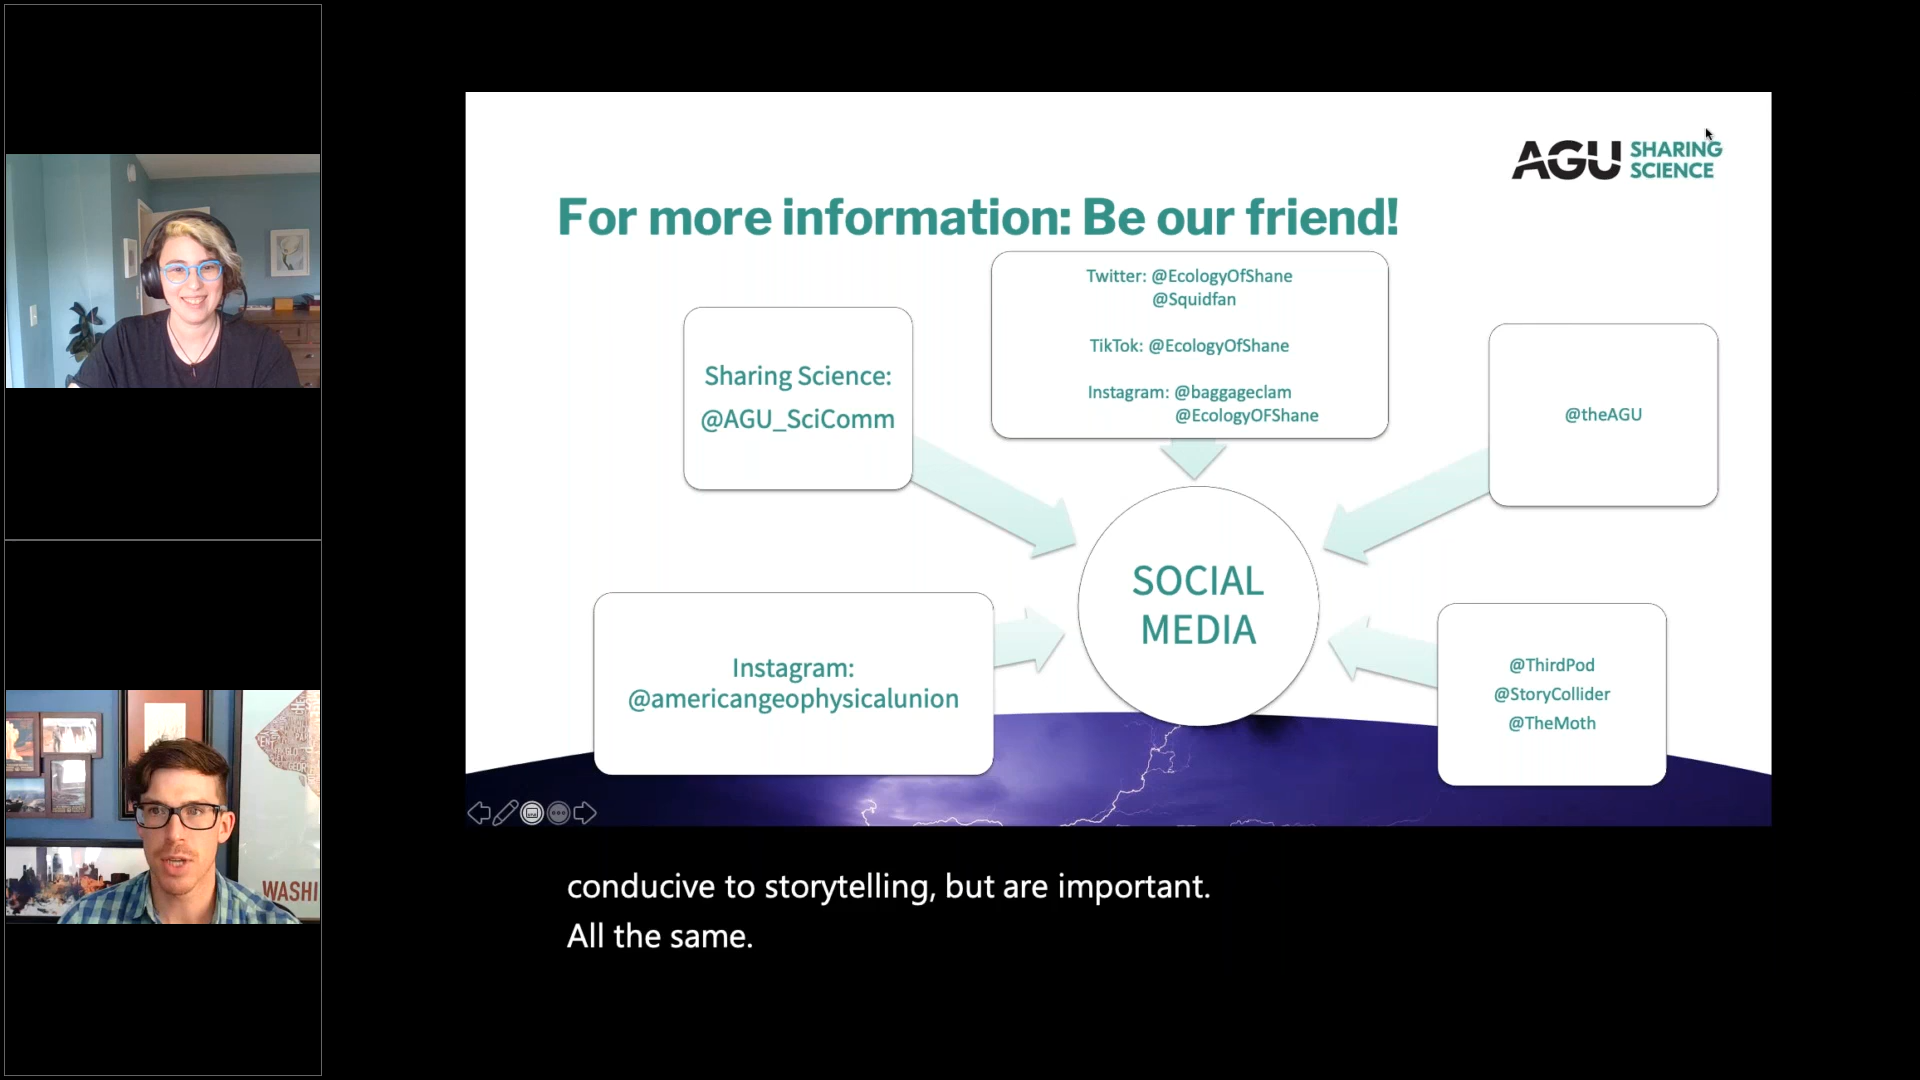 AGU SHARING
SCIENCE
For more information: Be our friend!
Twitter: @EcologyOfShane
@Squidfan
TikTok: @EcologyOfShane
Instagram: @baggageclam
@EcologyOFShane
Sharing Science:
@AGU_SciComm
@theAGU
SOCIAL
MEDIA
Instagram:
@americangeophysicalunion
@ThirdPod
@StoryCollider
@TheMoth
WASHI
conducive to storytelling, but are important.
All the same.